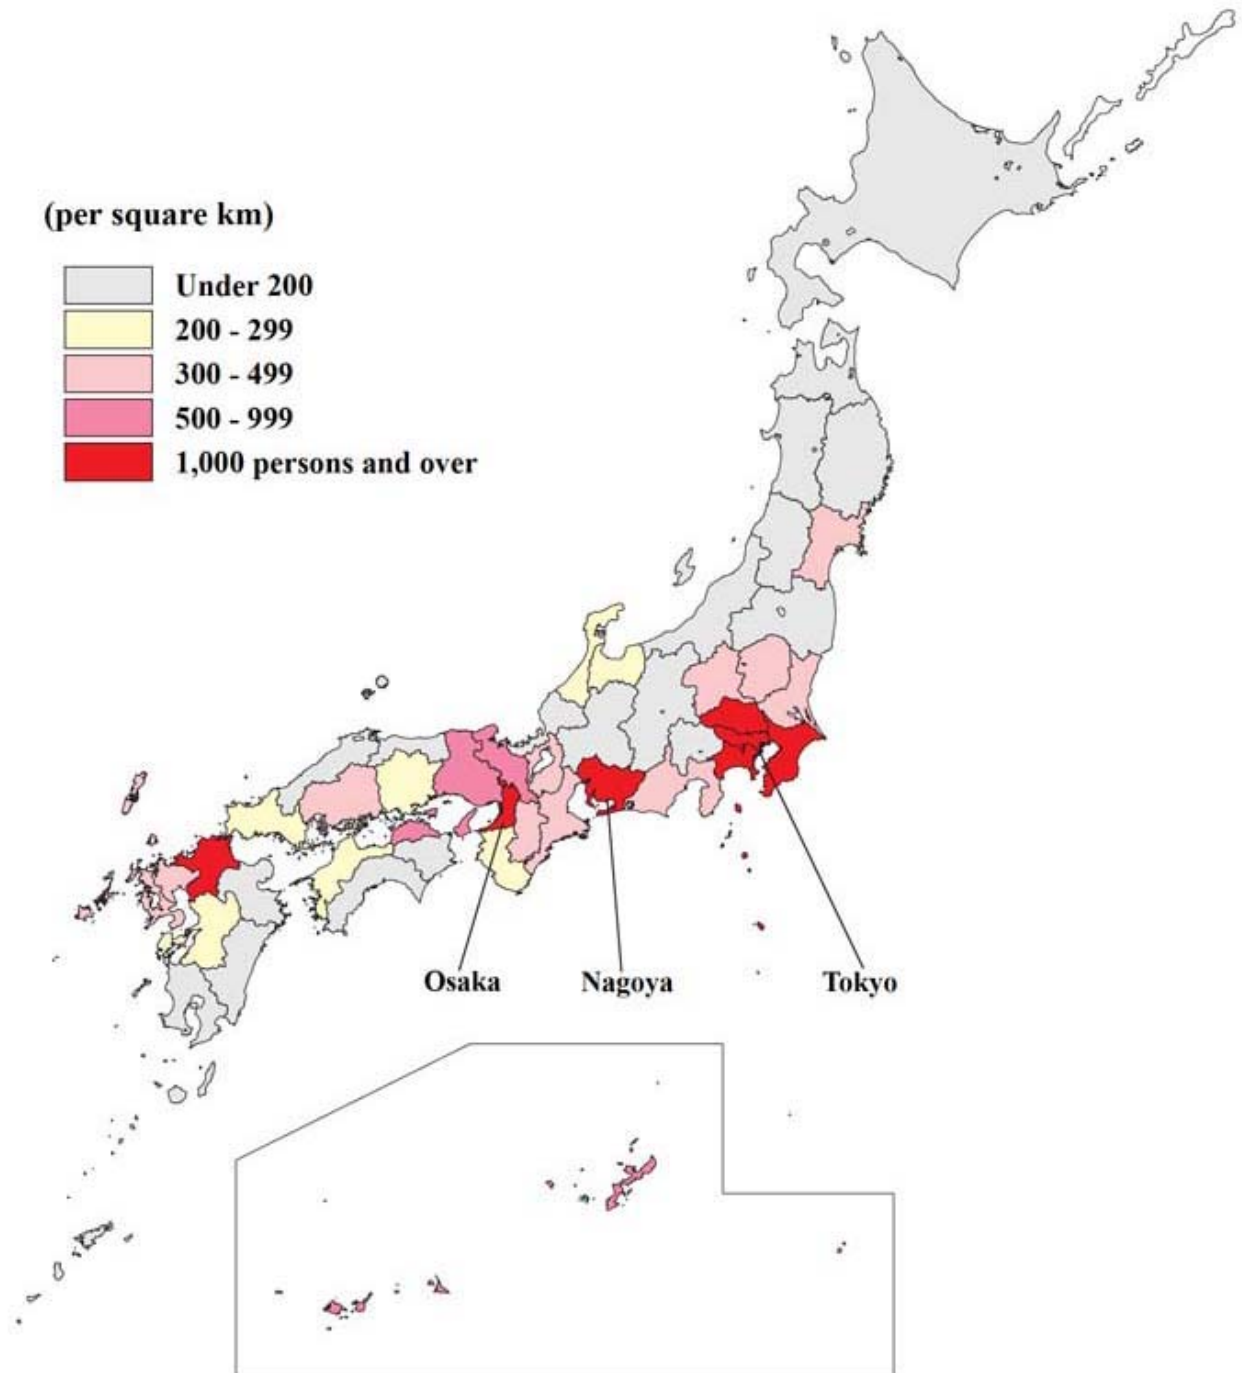 (per square km)
Under 200
200 - 299
300 - 499
500 - 999
1,000 persons and over
Osaka
Nagoya
Tokyo